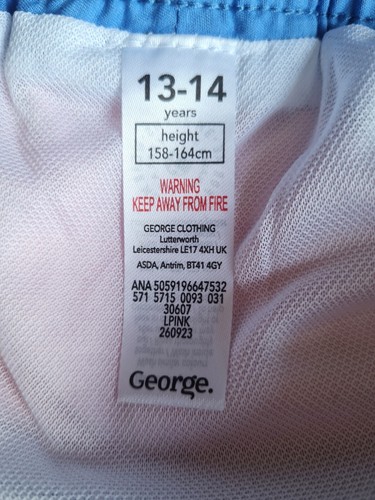 13-14
years
height
158-164cm
WARNING
KEEP AWAY FROM FIRE
GEORGE CLOTHING
Lutterworth
Leicestershire LE17 4XH UK
ASDA, Antrim, BT41 4GY
ANA 5059196647532
571 5715 0093 031
30607
LPINK
260923
George.